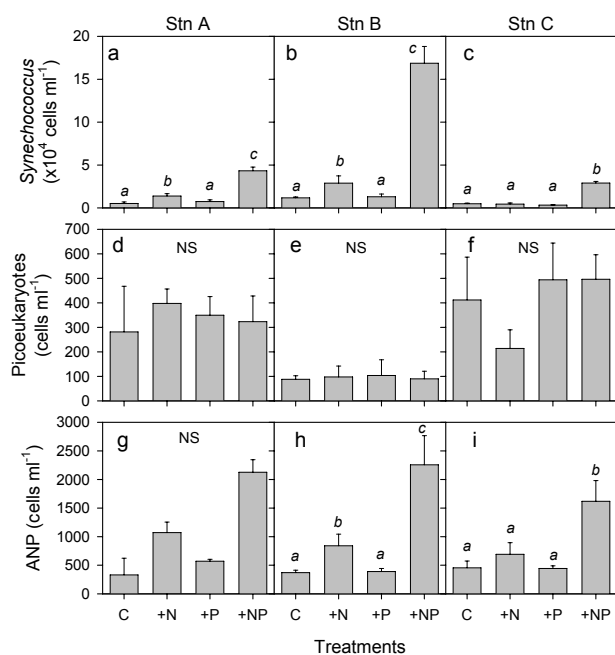 Stn A Stn B Stn C
Synechococcus
(x10⁴ cells ml⁻¹)
20
15
10
5
0
a
a b a c
b
a b a c
c
a a a b
Picoeukaryotes
(cells ml⁻¹)
700
600
500
400
300
200
100
0
d NS
e NS
f NS
ANP (cells ml⁻¹)
3000
2500
2000
1500
1000
500
0
g NS
h
a b a c
i
a a a b
C +N +P +NP C +N +P +NP C +N +P +NP
Treatments